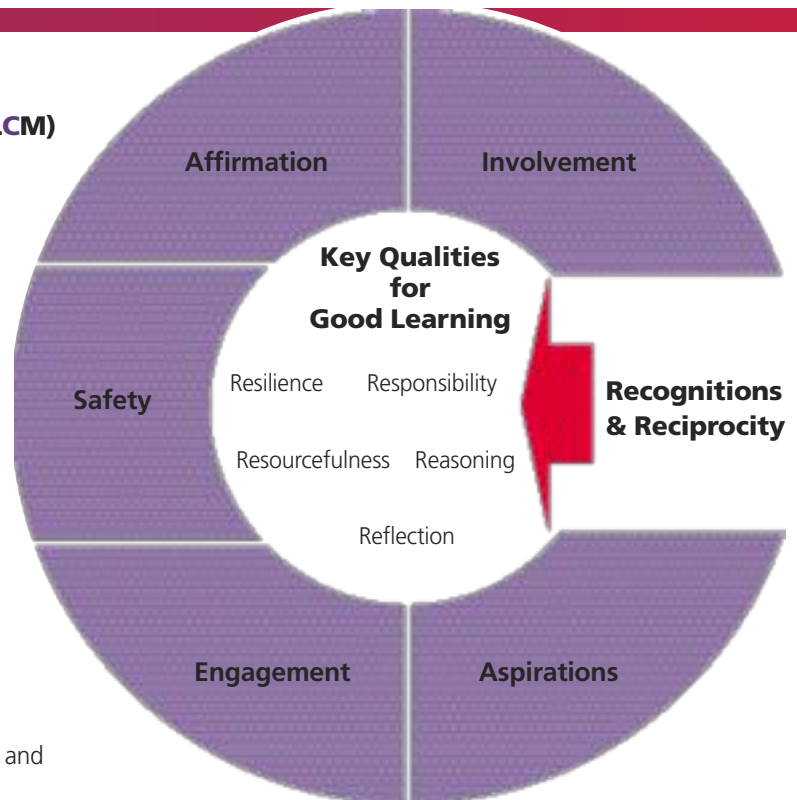 CM)
Affirmation
Involvement
Key Qualities
for
Good Learning
Resilience Responsibility
Safety
Recognitions
& Reciprocity
Resourcefulness Reasoning
Reflection
Engagement
Aspirations
and